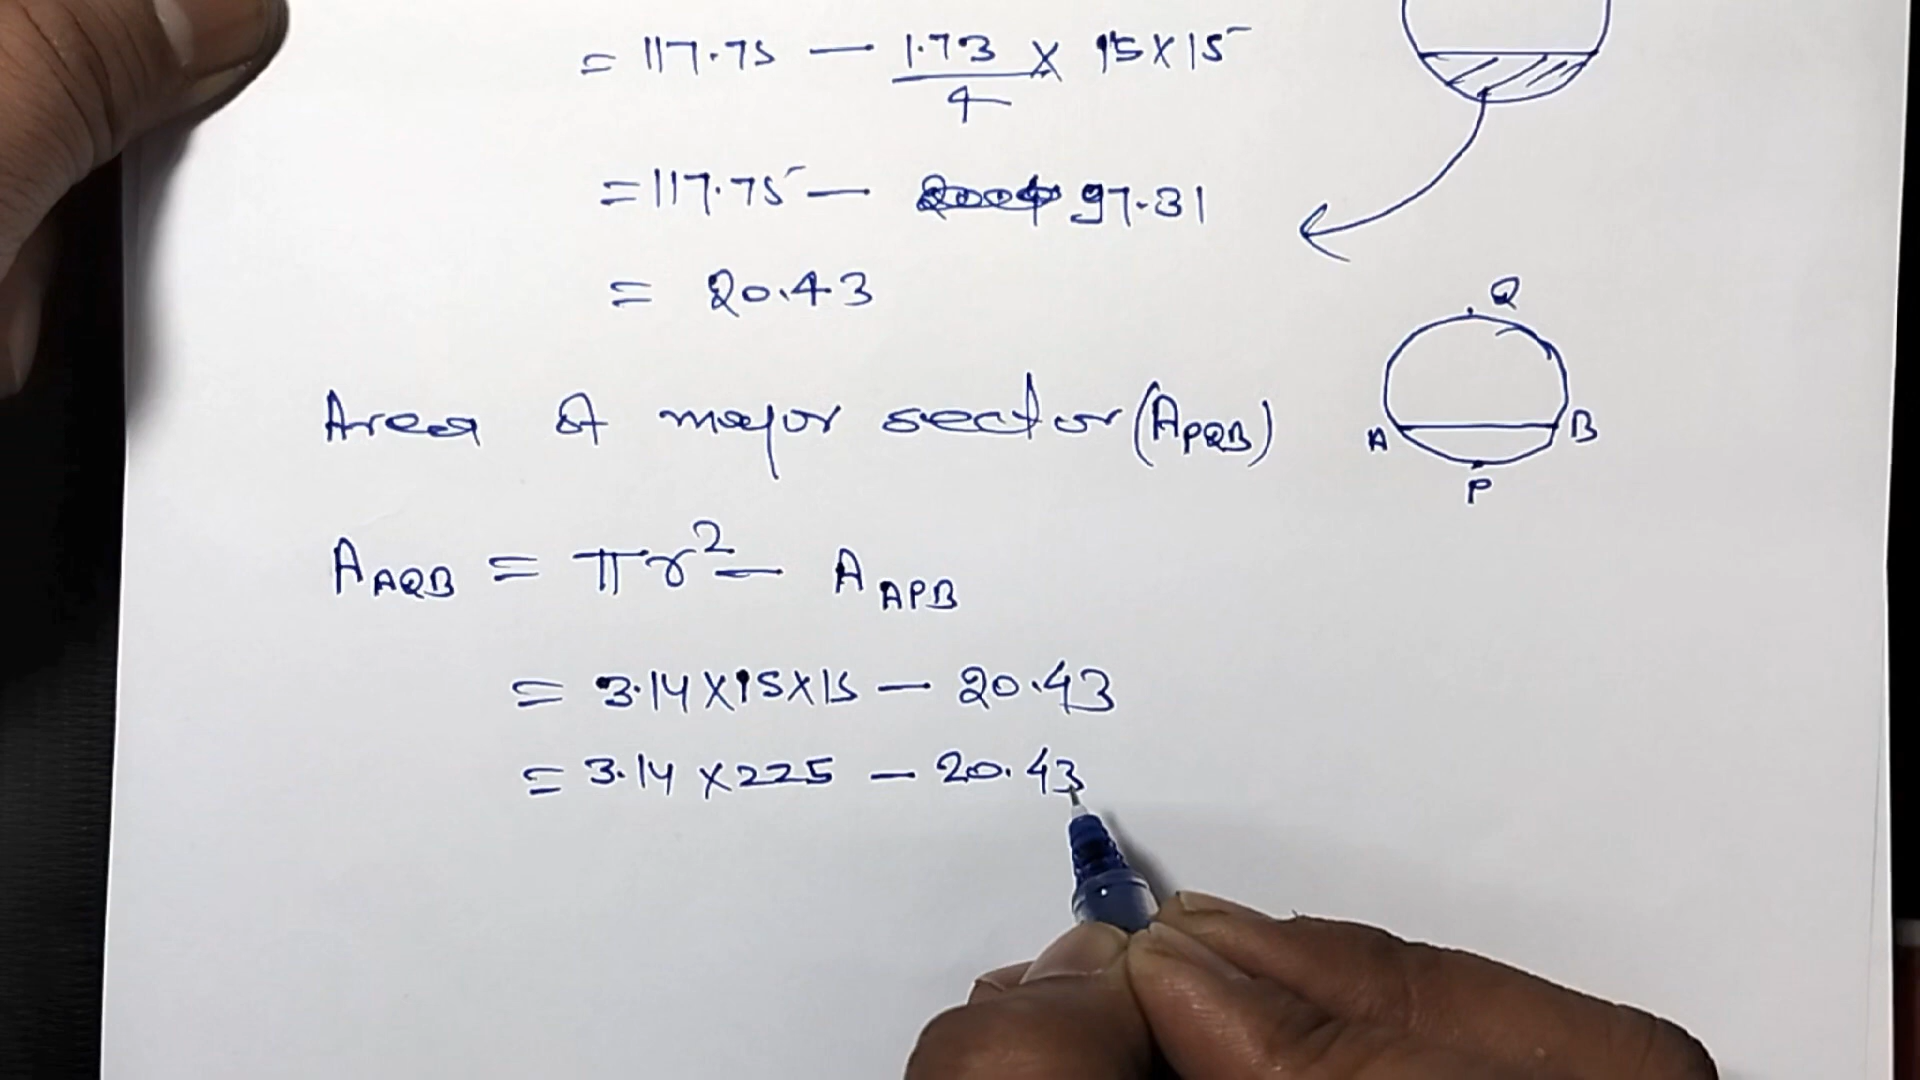 = 117.75 — 1.73/4 × 15×15
= 117.75 — 97.31
= 20.43
Q
Area of major sector (APQB)
A B
P
AAQB = πr² — AAPB
= 3.14×15×15 — 20.43
= 3.14×225 — 20.43